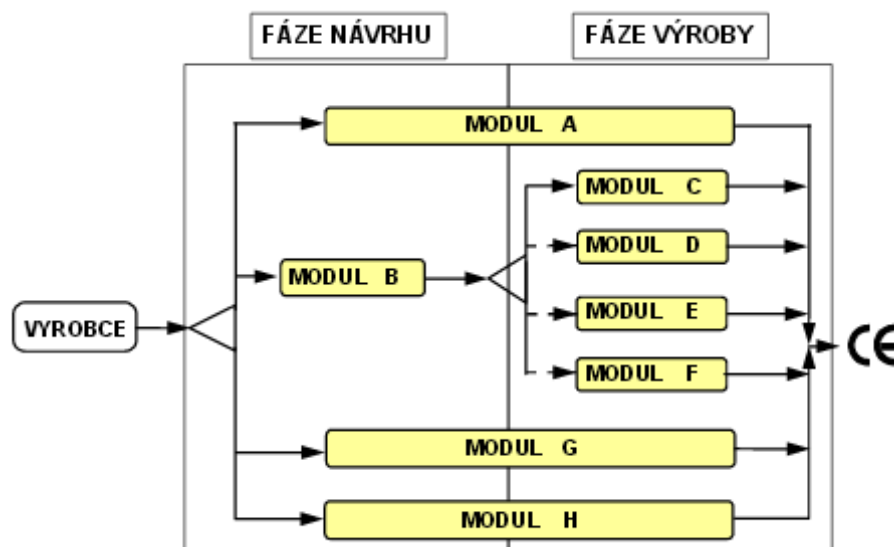 FÁZE NÁVRHU
FÁZE VÝROBY
MODUL A
MODUL C
MODUL D
MODUL B
MODUL E
VYROBCE
CE
MODUL F
MODUL G
MODUL H